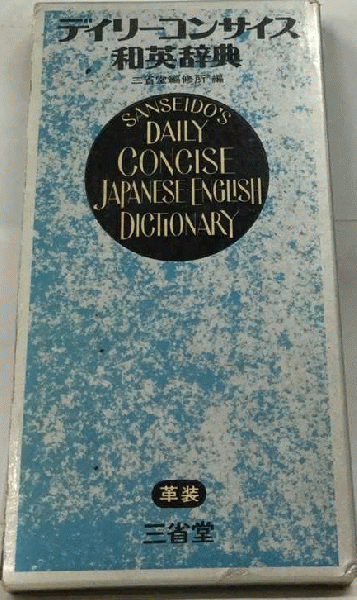 デイリーコンサイス
和英辞典
三省堂編修所 編
SANSEIDO'S
DAILY
CONCISE
JAPANESE ENGLISH
DICTIONARY
革装
三省堂